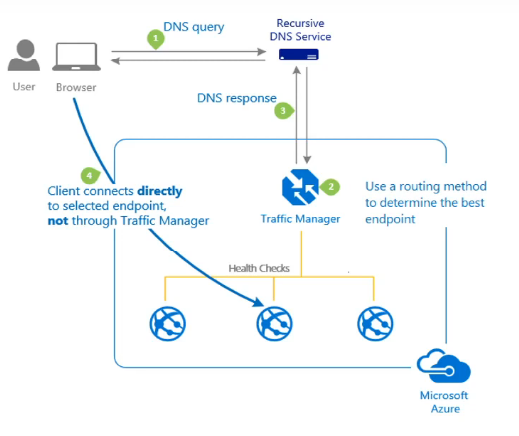 DNS query
1
Recursive
DNS Service
User
Browser
DNS response
3
4
Client connects directly
to selected endpoint,
not through Traffic Manager
2
Traffic Manager
Use a routing method
to determine the best
endpoint
Health Checks
Microsoft
Azure